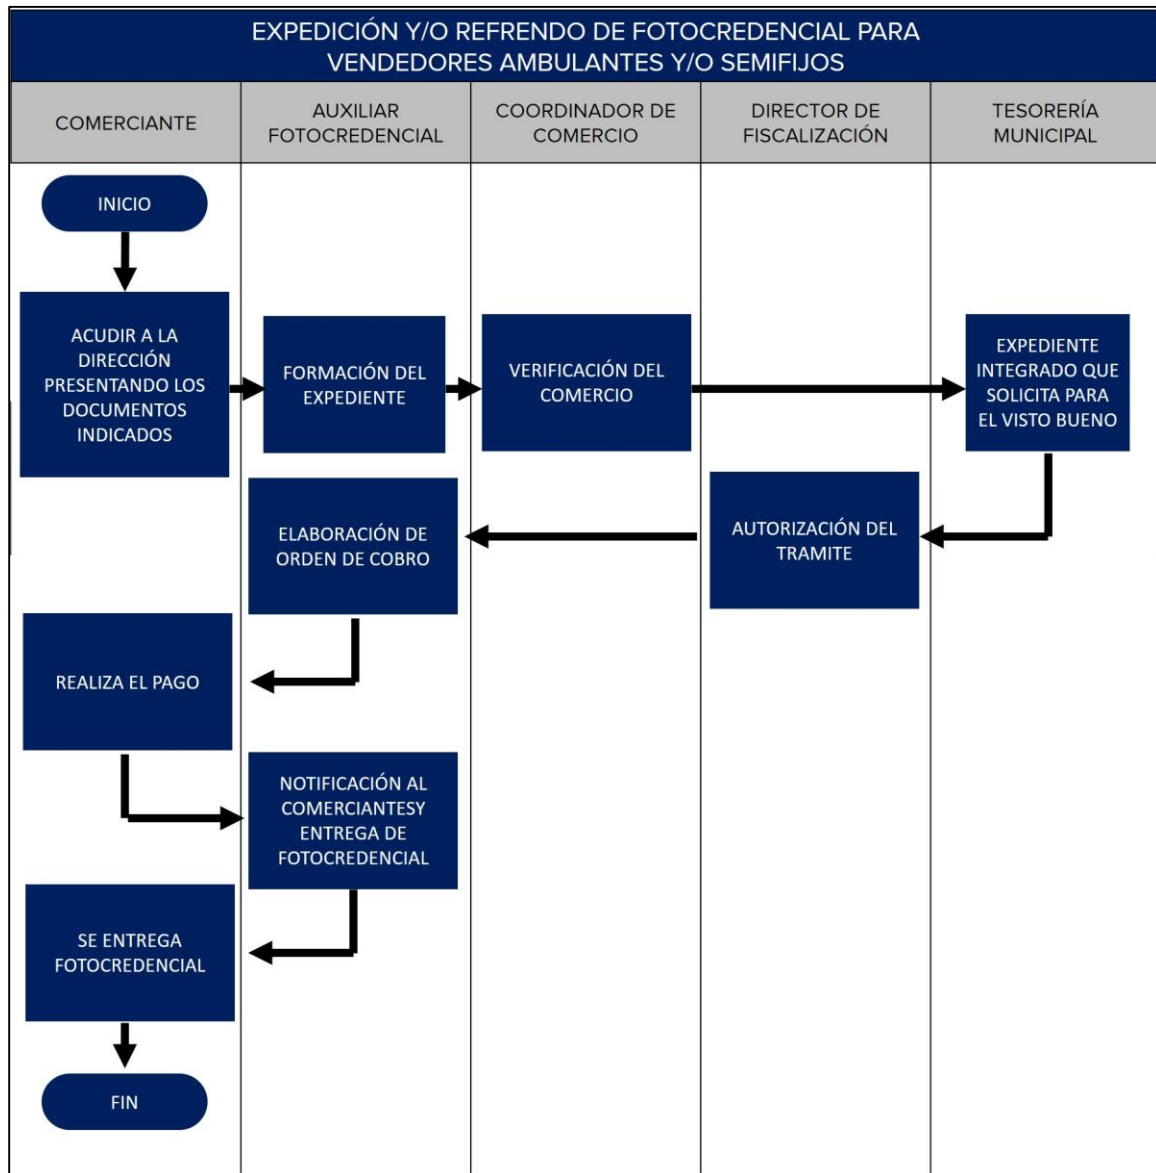 EXPEDICIÓN Y/O REFRENDO DE FOTOCREDENCIAL PARA
VENDEDORES AMBULANTES Y/O SEMIFIJOS
COMERCIANTE
AUXILIAR
FOTOCREDENCIAL
COORDINADOR DE
COMERCIO
DIRECTOR DE
FISCALIZACIÓN
TESORERÍA
MUNICIPAL
INICIO
ACUDIR A LA
DIRECCIÓN
PRESENTANDO LOS
DOCUMENTOS
INDICADOS
FORMACIÓN DEL
EXPEDIENTE
VERIFICACIÓN DEL
COMERCIO
EXPEDIENTE
INTEGRADO QUE
SOLICITA PARA
EL VISTO BUENO
AUTORIZACIÓN DEL
TRAMITE
ELABORACIÓN DE
ORDEN DE COBRO
REALIZA EL PAGO
NOTIFICACIÓN AL
COMERCIANTESY
ENTREGA DE
FOTOCREDENCIAL
SE ENTREGA
FOTOCREDENCIAL
FIN